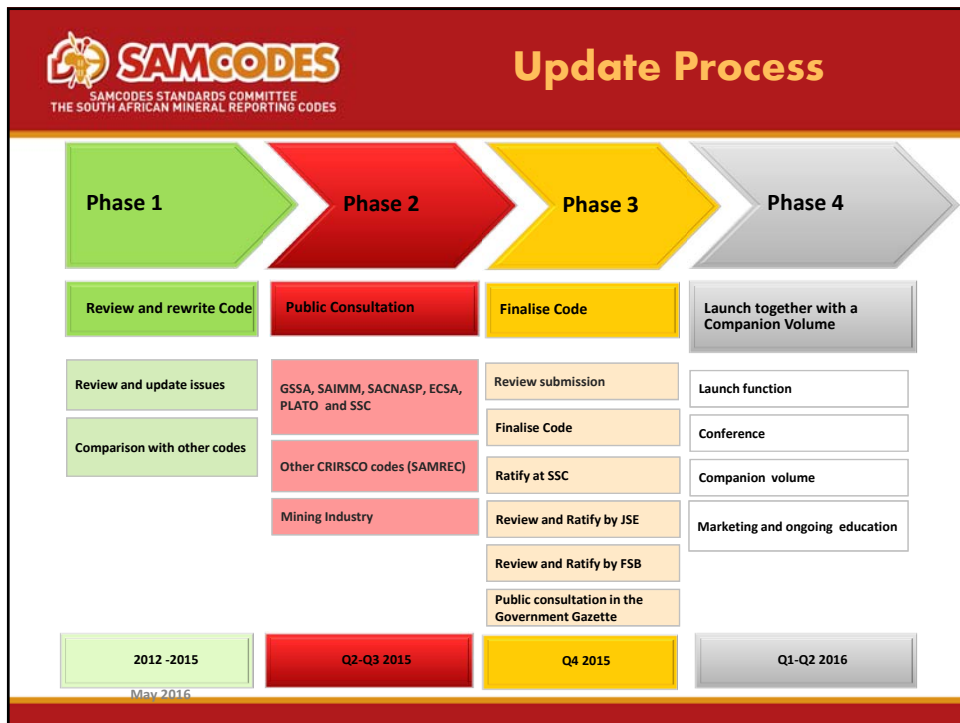 SAMCODES
SAMCODES STANDARDS COMMITTEE
THE SOUTH AFRICAN MINERAL REPORTING CODES
Update Process
Phase 1
Phase 2
Phase 3
Phase 4
Review and rewrite Code
Public Consultation
Finalise Code
Launch together with a
Companion Volume
Review and update issues
Comparison with other codes
GSSA, SAIMM, SACNASP, ECSA,
PLATO and SSC
Other CRIRSCO codes (SAMREC)
Mining Industry
Review submission
Finalise Code
Ratify at SSC
Review and Ratify by JSE
Review and Ratify by FSB
Public consultation in the
Government Gazette
Launch function
Conference
Companion volume
Marketing and ongoing education
2012 -2015
Q2-Q3 2015
Q4 2015
Q1-Q2 2016
May 2016